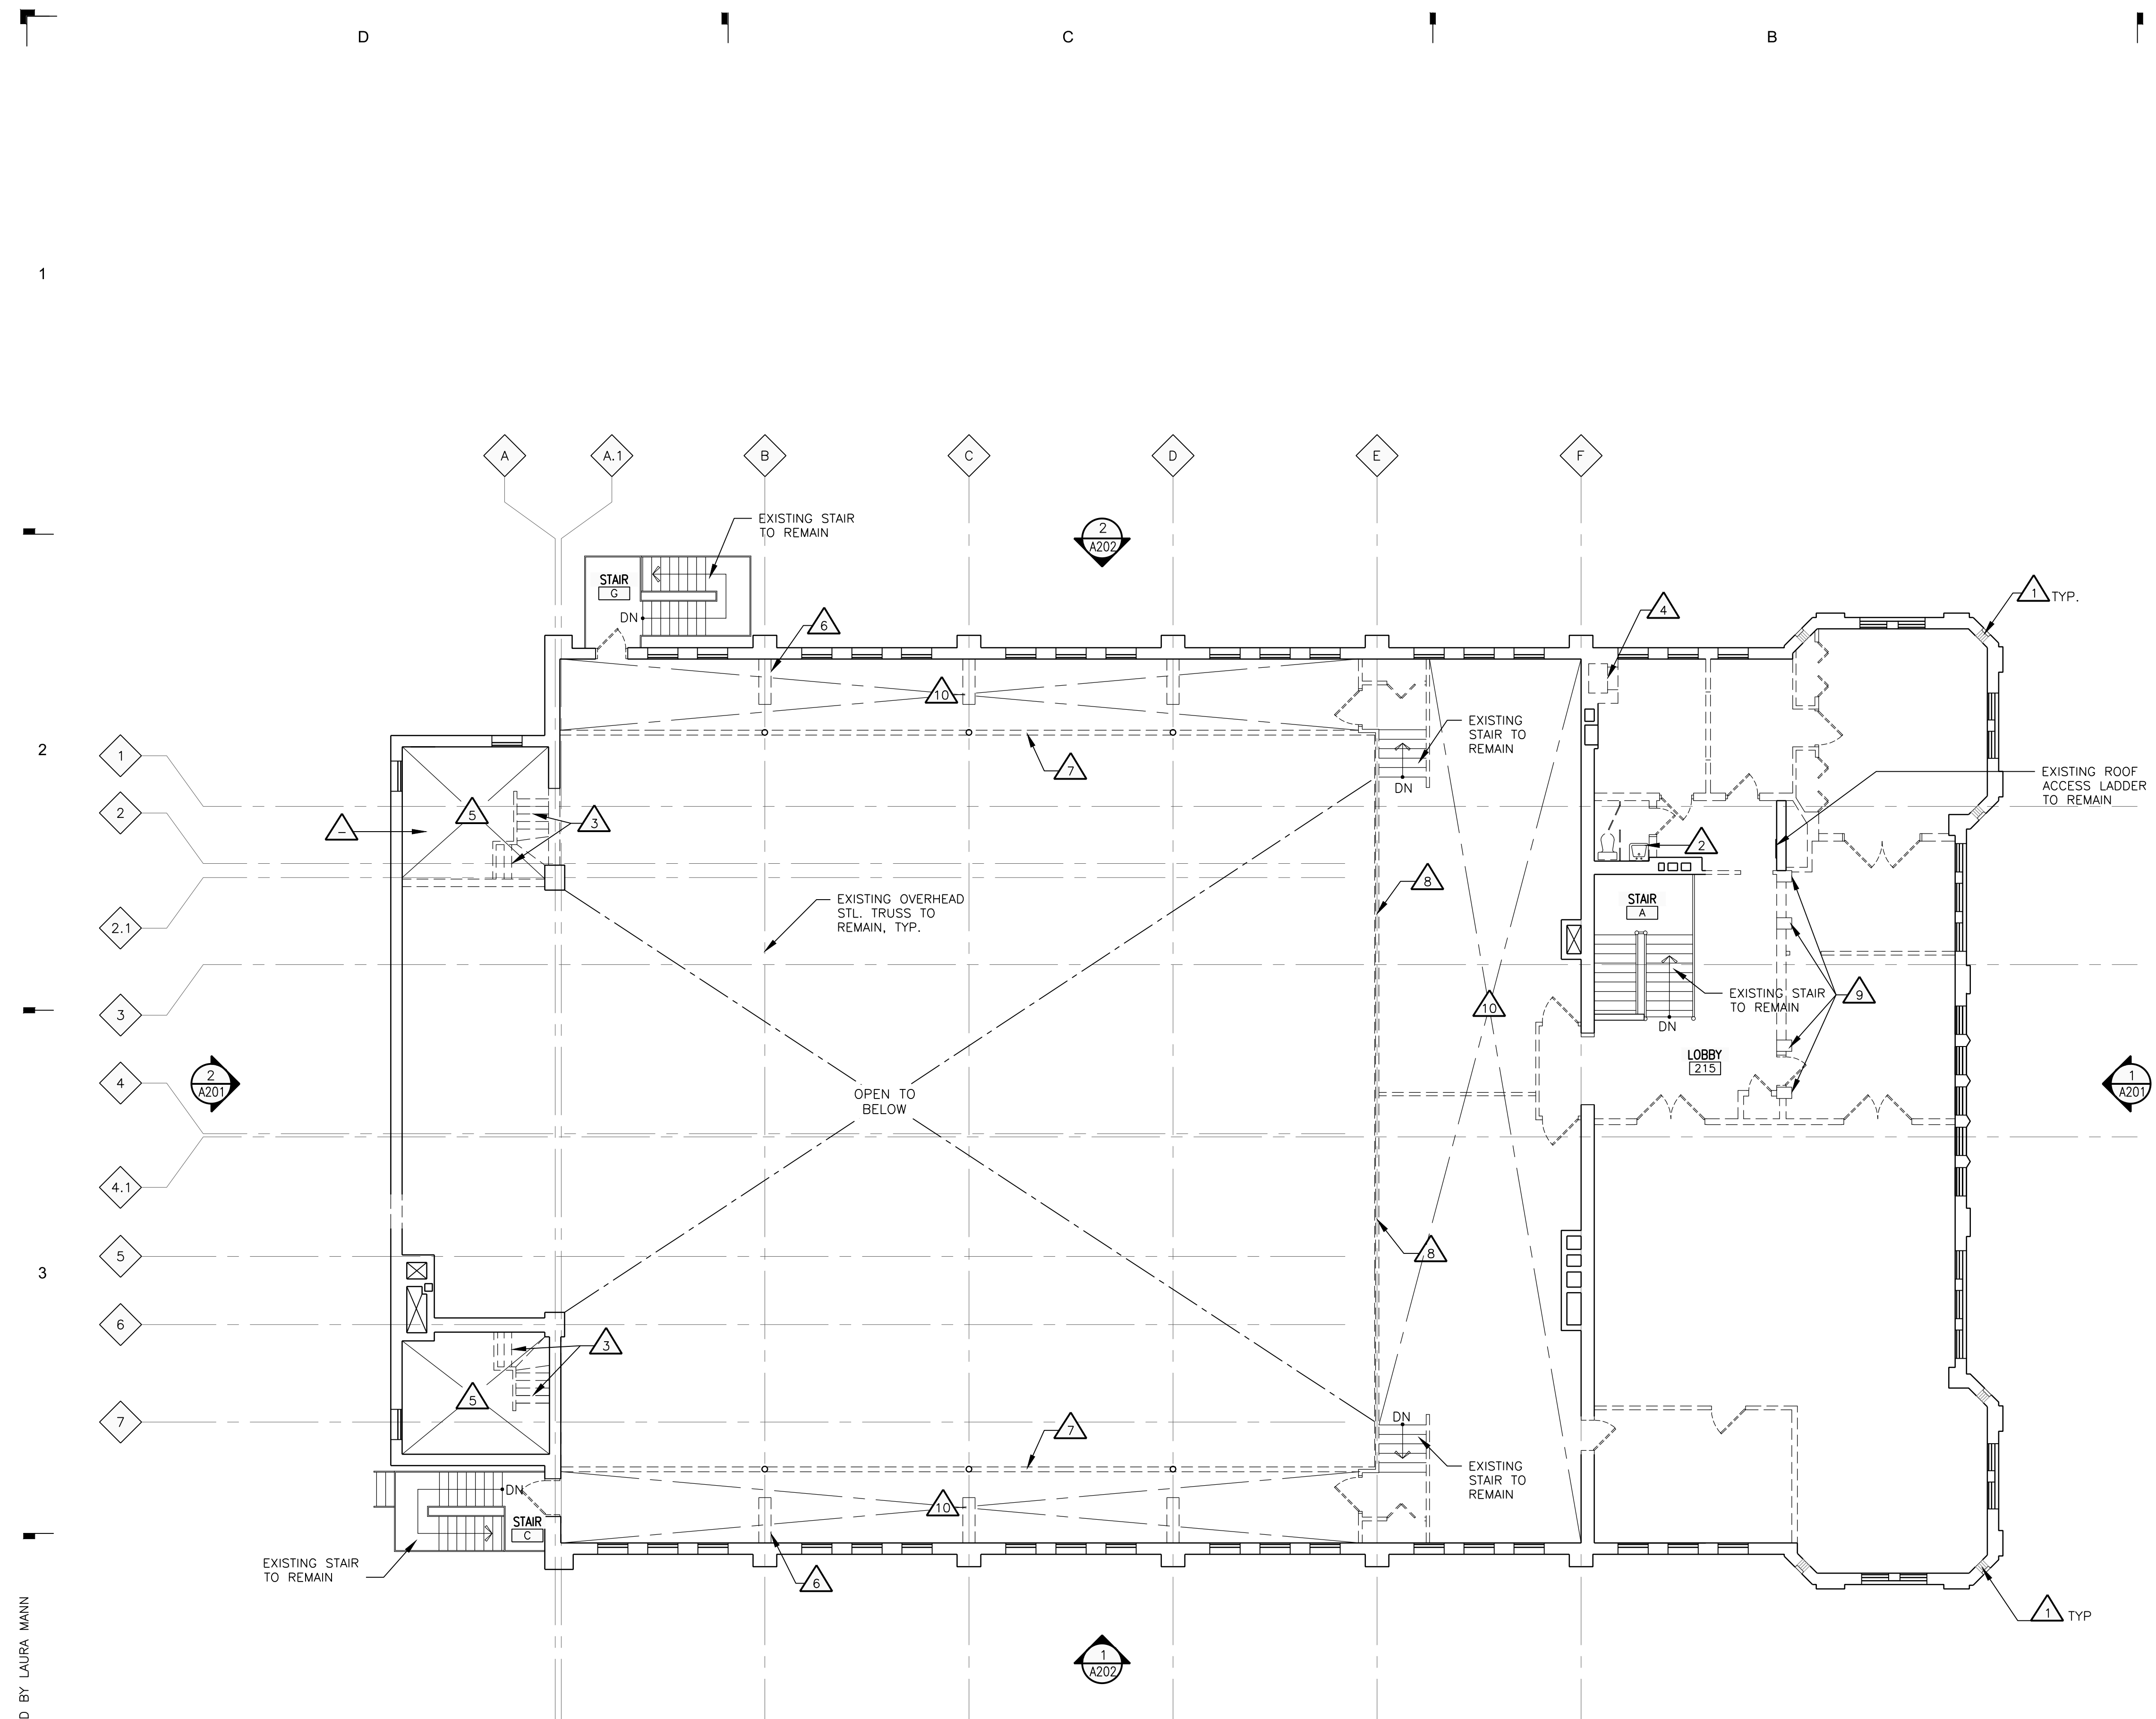 D
C
B
1
A
A.1
B
C
D
E
F
EXISTING STAIR
TO REMAIN
2
A202
STAIR
G
DN
6
4
1 TYP.
10
2
1
EXISTING
STAIR TO
REMAIN
DN
7
EXISTING ROOF
ACCESS LADDER
TO REMAIN
2
5
3
–
2
8
EXISTING OVERHEAD
STL. TRUSS TO
REMAIN, TYP.
STAIR
A
2.1
3
10
EXISTING STAIR
TO REMAIN
9
DN
LOBBY
215
4
2
A201
OPEN TO
BELOW
1
A201
4.1
5
8
3
6
3
5
7
7
DN
EXISTING
STAIR TO
REMAIN
DN
10
STAIR
C
EXISTING STAIR
TO REMAIN
6
1 TYP
1
A202
D BY LAURA MANN